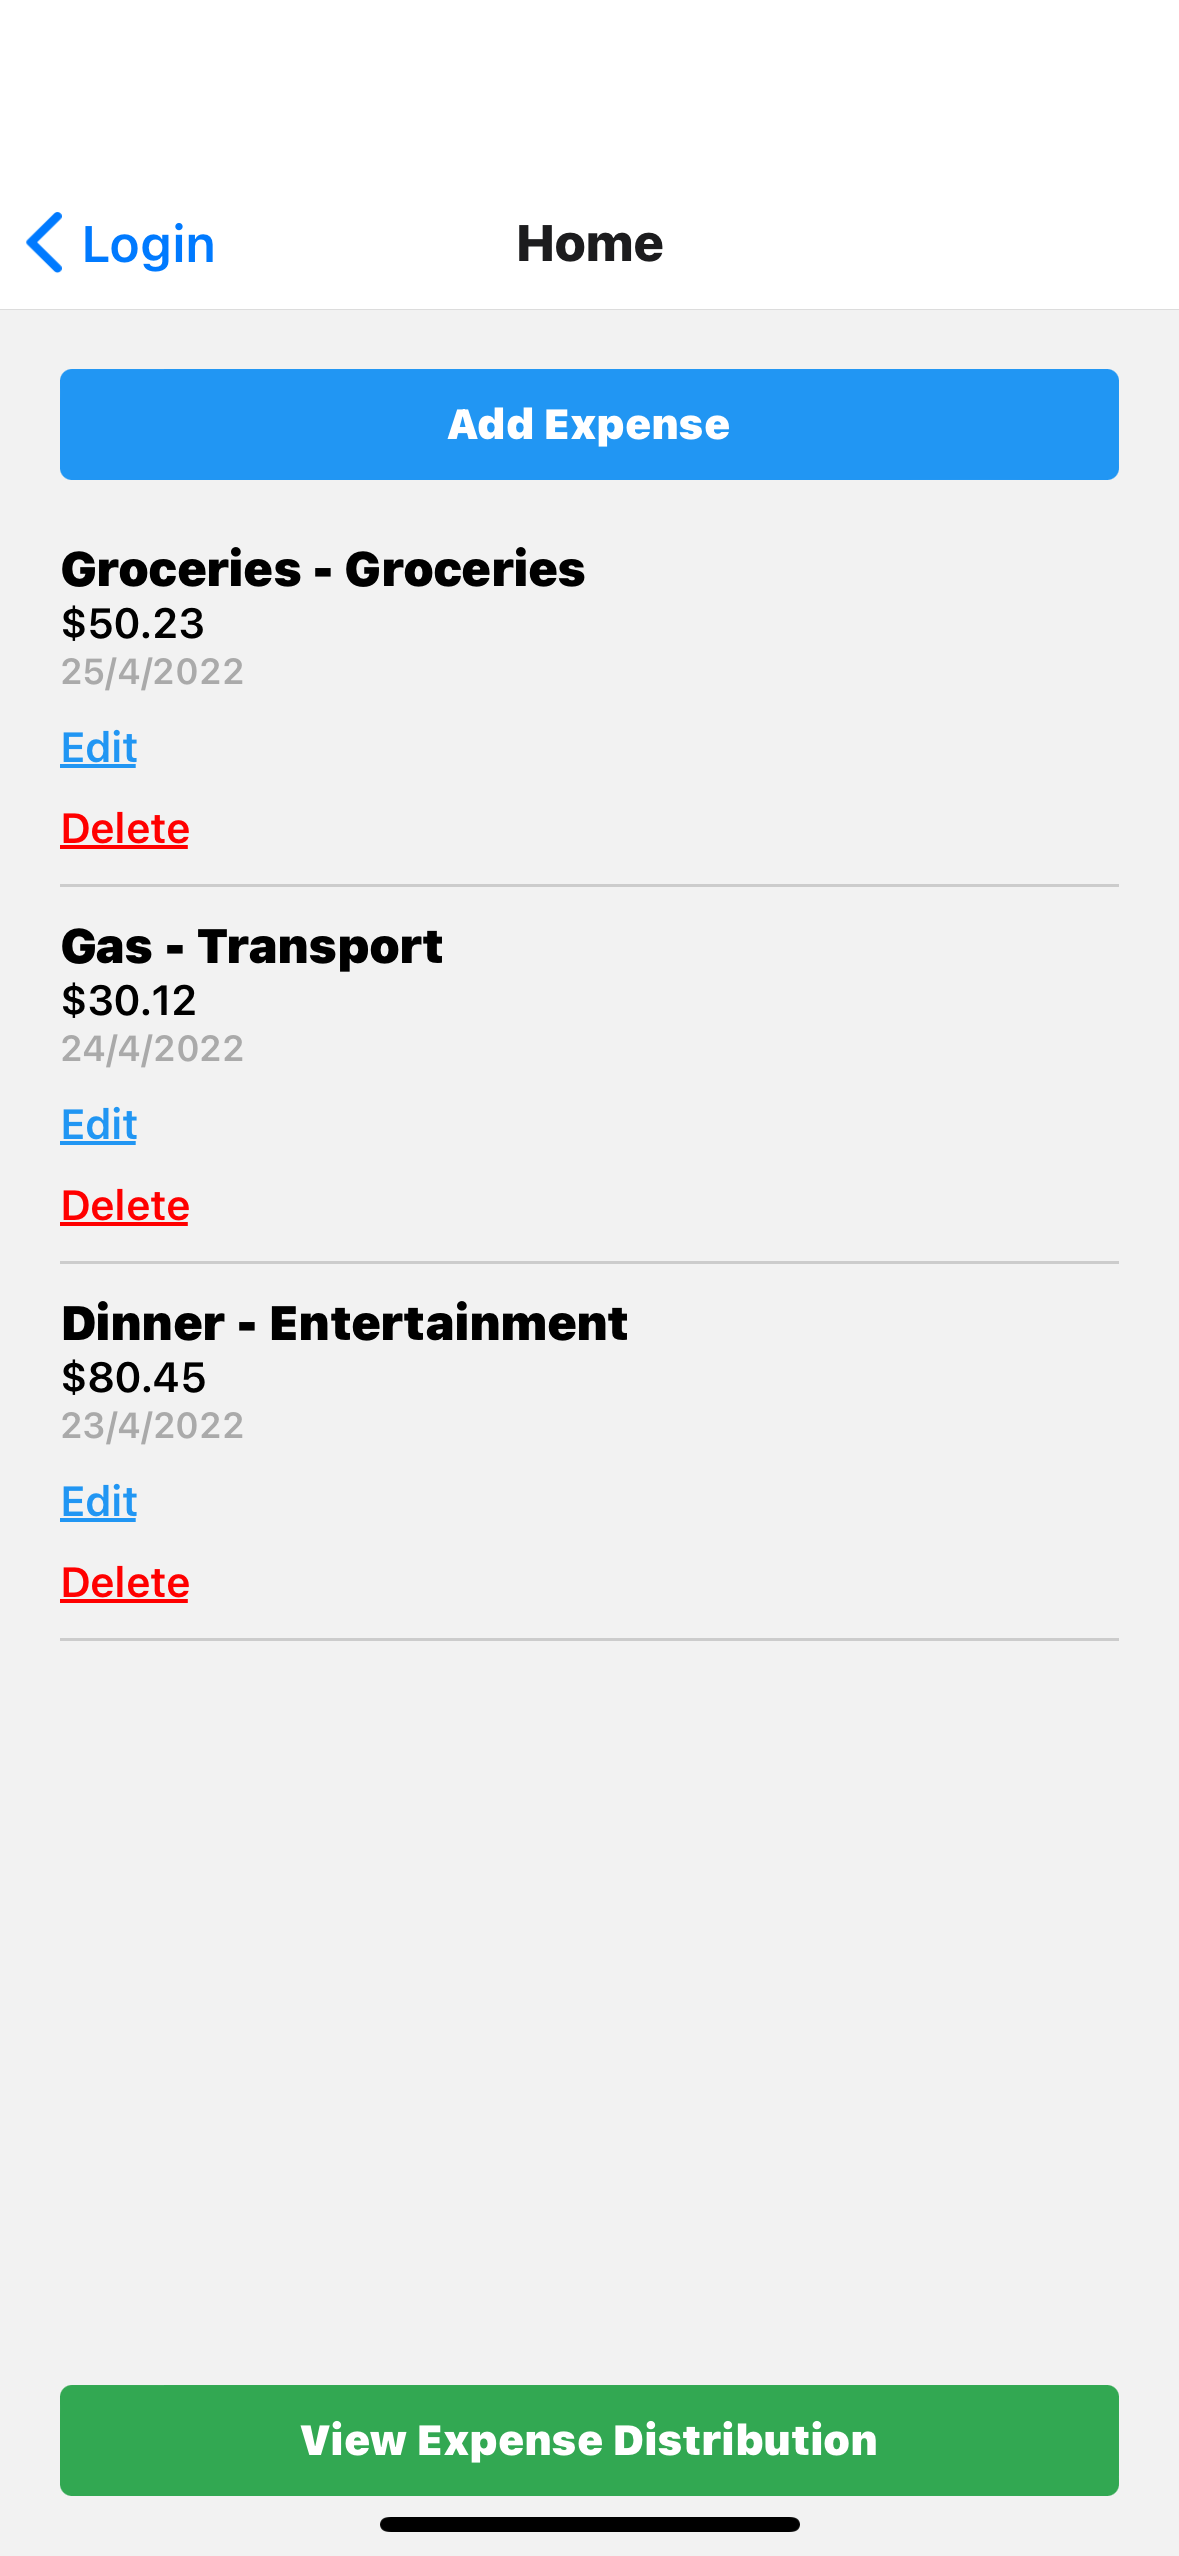 Login
Home
Add Expense
Groceries - Groceries
$50.23
25/4/2022
Edit
Delete
Gas - Transport
$30.12
24/4/2022
Edit
Delete
Dinner - Entertainment
$80.45
23/4/2022
Edit
Delete
View Expense Distribution